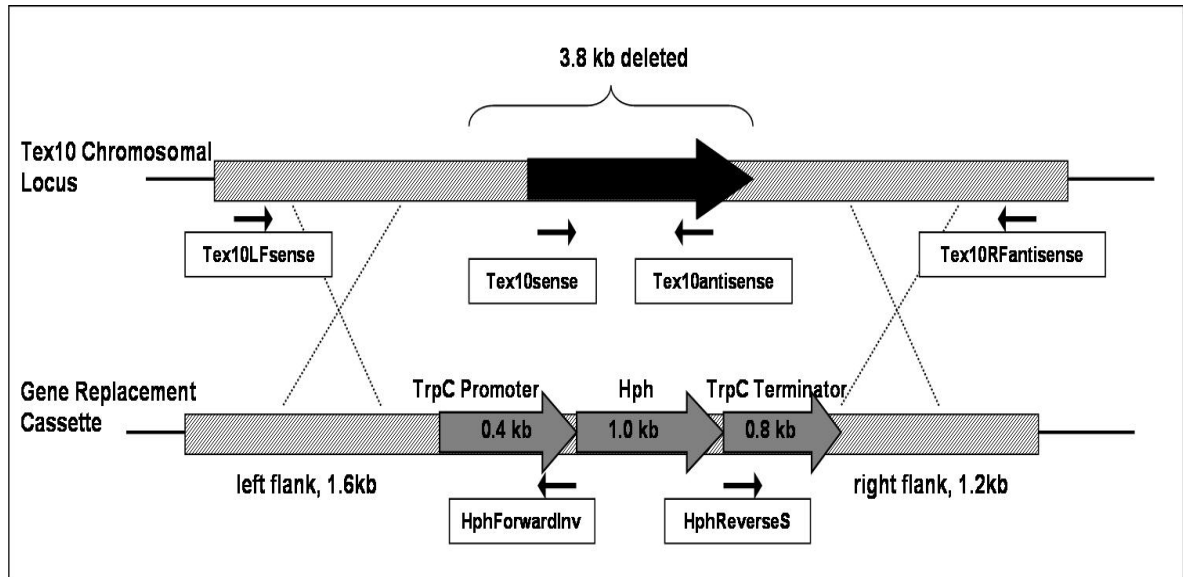 3.8 kb deleted
Tex10 Chromosomal
Locus
Tex10LFsense
Tex10sense
Tex10antisense
Tex10RFantisense
Gene Replacement
Cassette
TrpC Promoter
Hph
TrpC Terminator
0.4 kb
1.0 kb
0.8 kb
left flank, 1.6kb
right flank, 1.2kb
HphForwardInv
HphReverseS